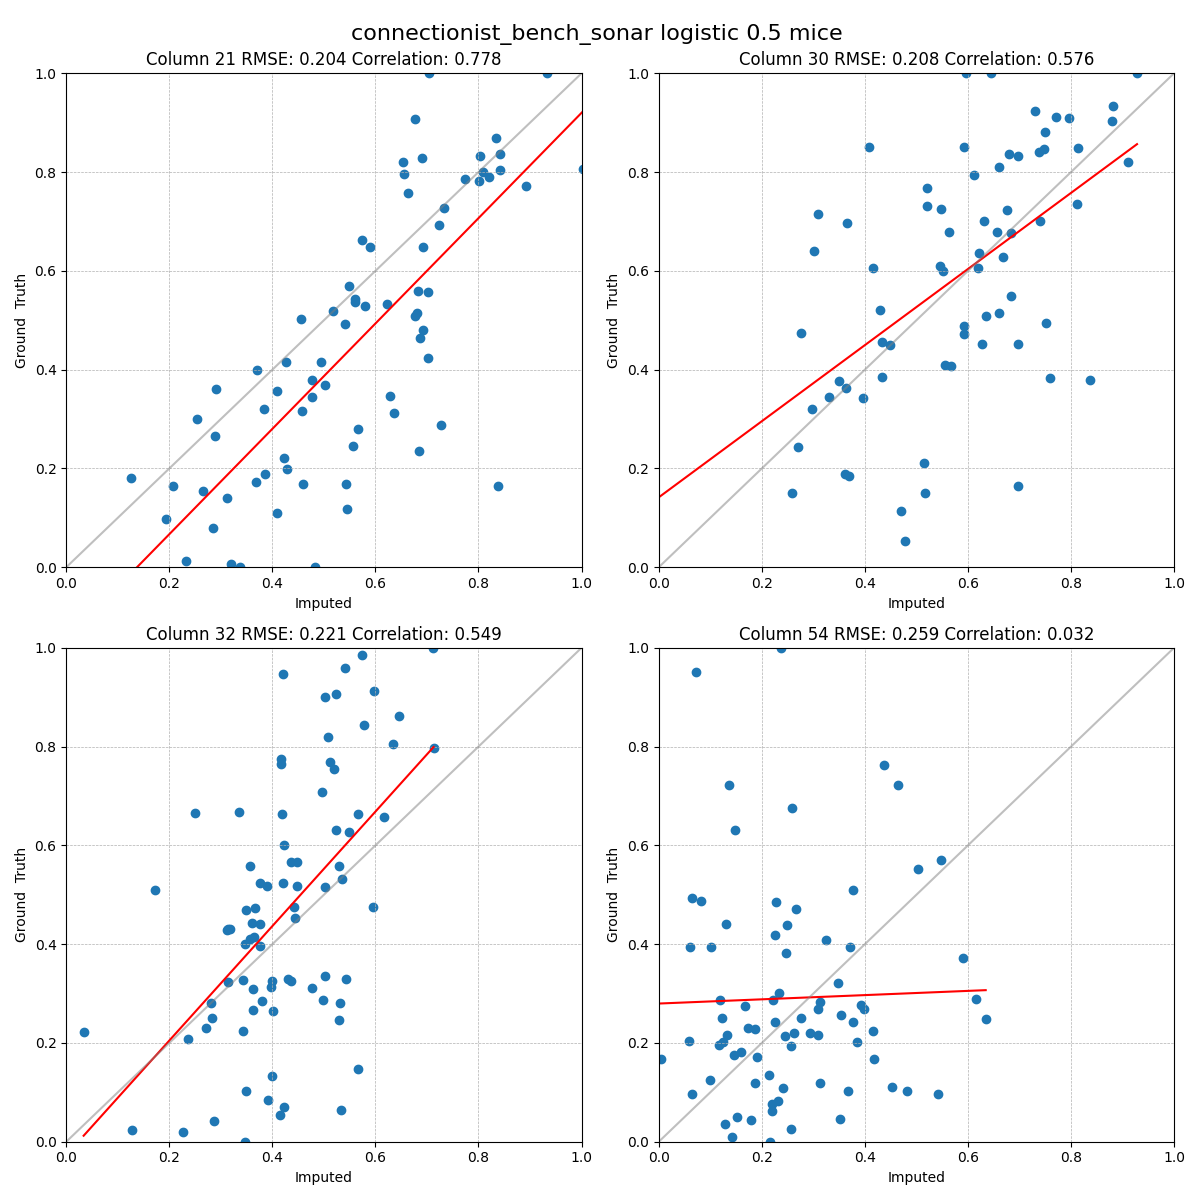 connectionist_bench_sonar logistic 0.5 mice
Column 21 RMSE: 0.204 Correlation: 0.778
1.0
0.8
0.6
0.4
0.2
0.0
Ground Truth
0.0 0.2 0.4 0.6 0.8 1.0
Imputed
Column 30 RMSE: 0.208 Correlation: 0.576
1.0
0.8
0.6
0.4
0.2
0.0
Ground Truth
0.0 0.2 0.4 0.6 0.8 1.0
Imputed
Column 32 RMSE: 0.221 Correlation: 0.549
1.0
0.8
0.6
0.4
0.2
0.0
Ground Truth
0.0 0.2 0.4 0.6 0.8 1.0
Imputed
Column 54 RMSE: 0.259 Correlation: 0.032
1.0
0.8
0.6
0.4
0.2
0.0
Ground Truth
0.0 0.2 0.4 0.6 0.8 1.0
Imputed